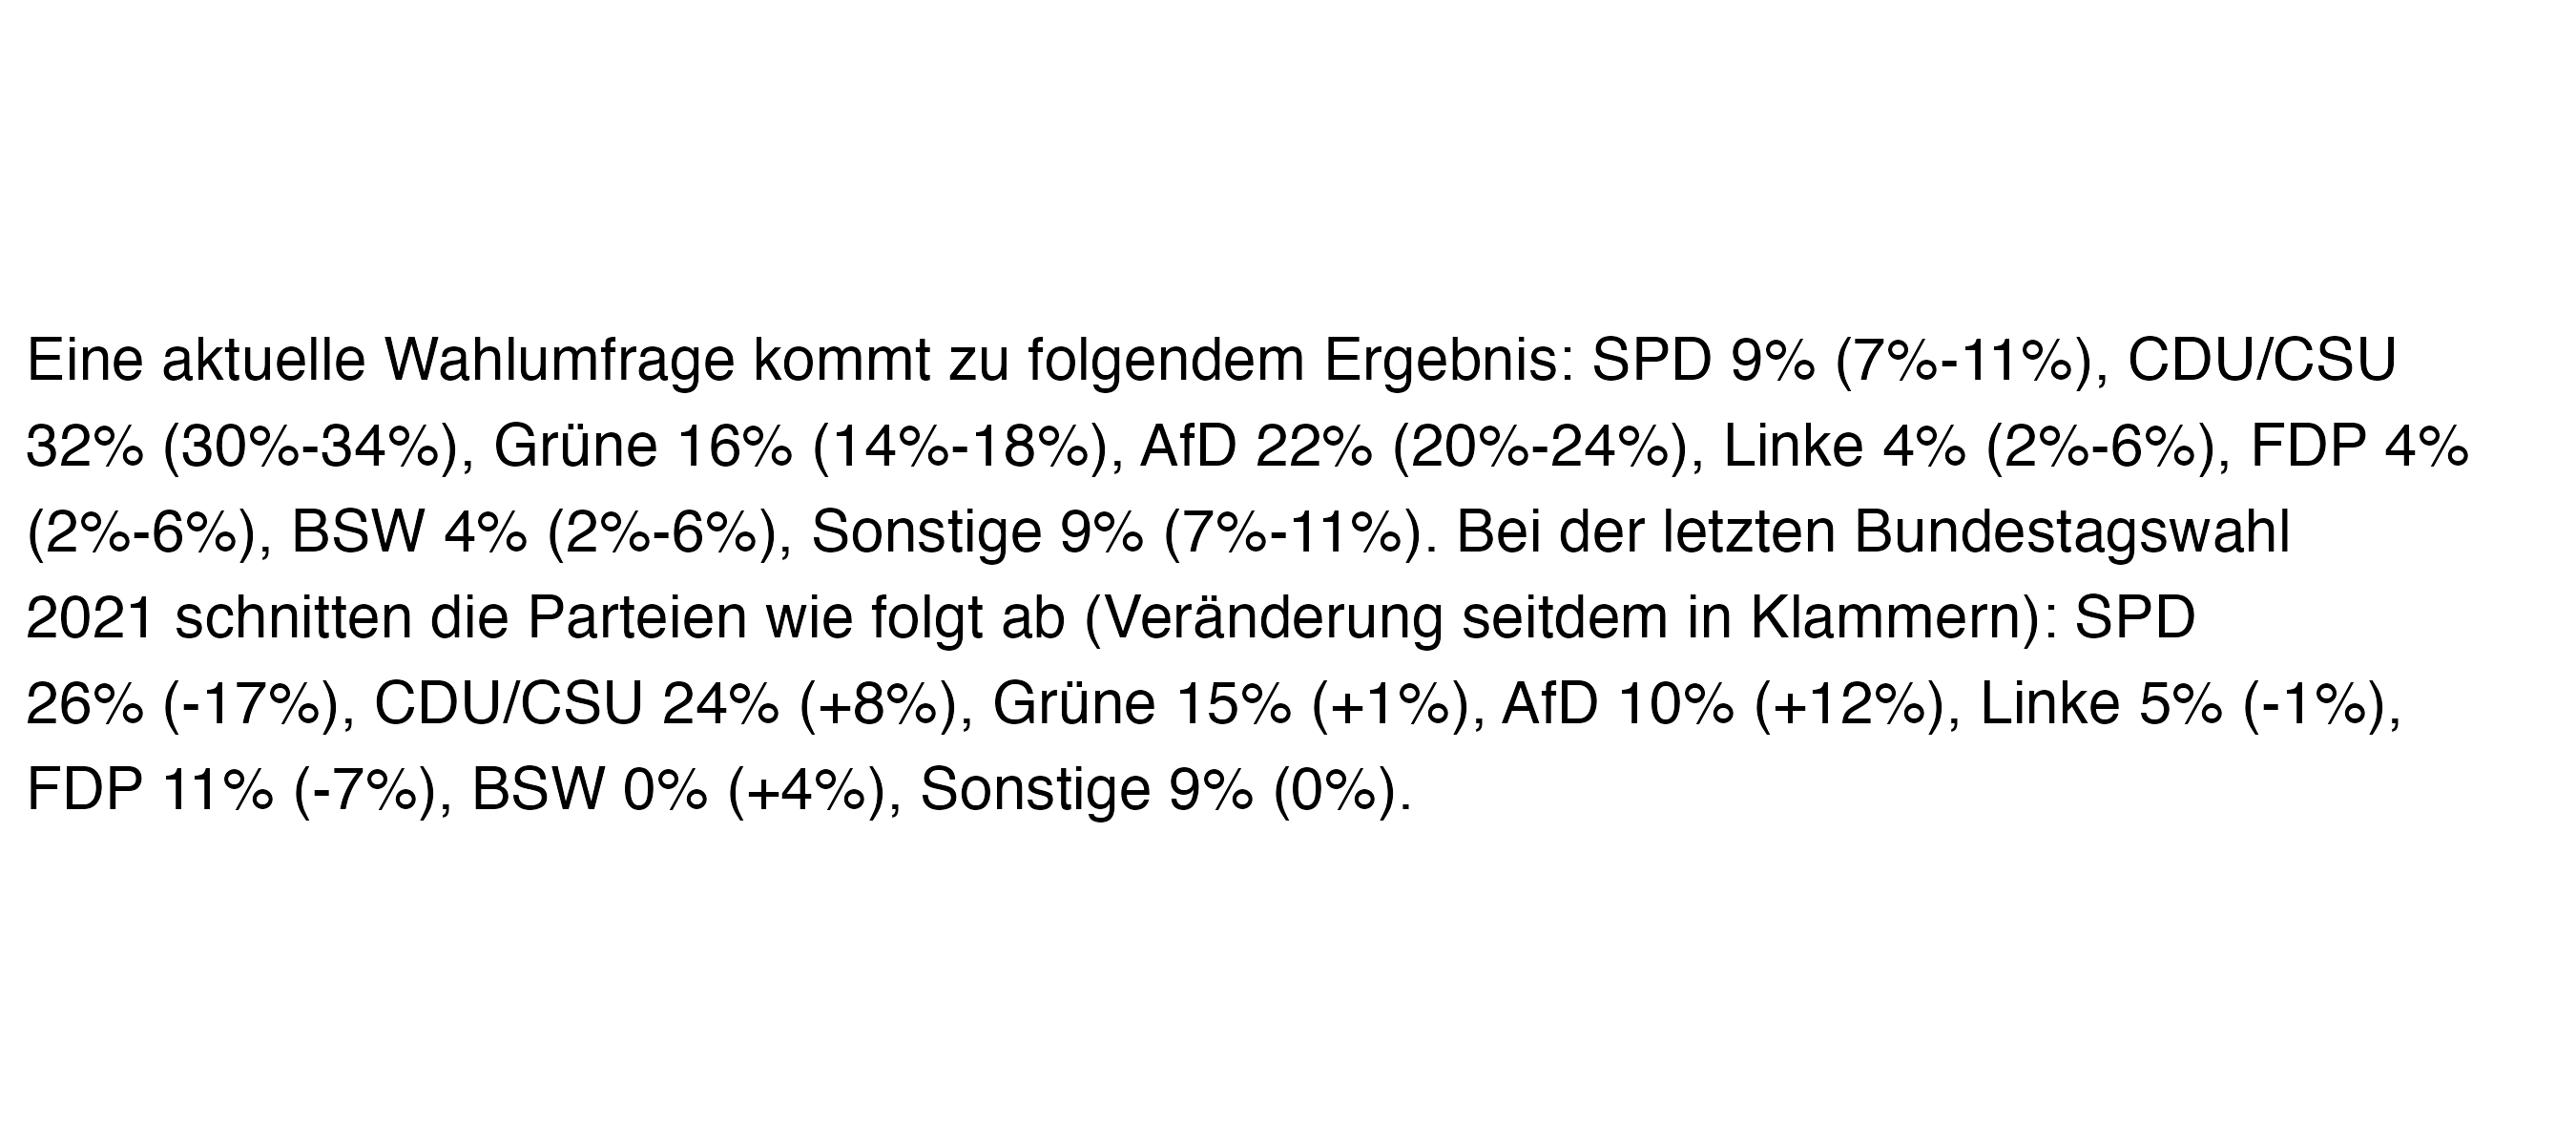 Eine aktuelle Wahlumfrage kommt zu folgendem Ergebnis: SPD 9% (7%-11%), CDU/CSU
32% (30%-34%), Grüne 16% (14%-18%), AfD 22% (20%-24%), Linke 4% (2%-6%), FDP 4%
(2%-6%), BSW 4% (2%-6%), Sonstige 9% (7%-11%). Bei der letzten Bundestagswahl
2021 schnitten die Parteien wie folgt ab (Veränderung seitdem in Klammern): SPD
26% (-17%), CDU/CSU 24% (+8%), Grüne 15% (+1%), AfD 10% (+12%), Linke 5% (-1%),
FDP 11% (-7%), BSW 0% (+4%), Sonstige 9% (0%).